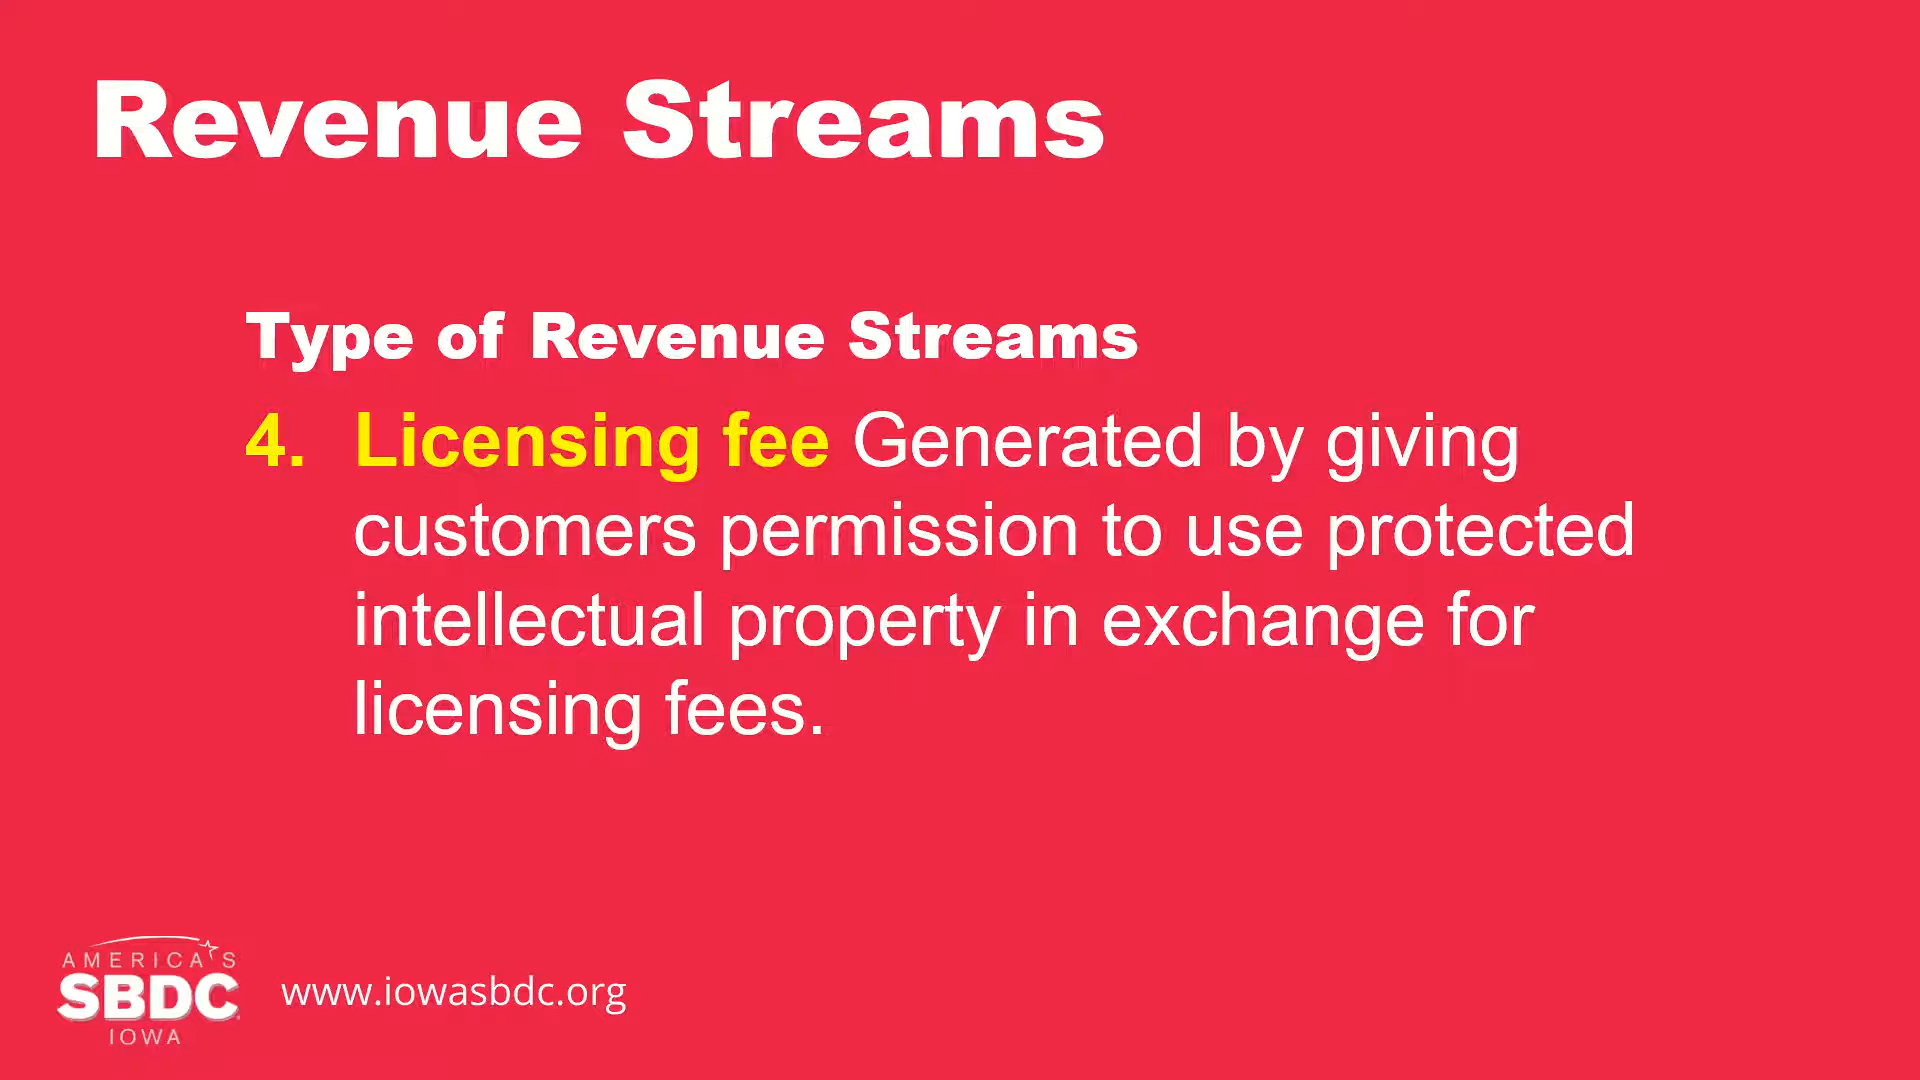 Revenue Streams
Type of Revenue Streams
4. Licensing fee Generated by giving
customers permission to use protected
intellectual property in exchange for
licensing fees.
AMERICA'S
SBDC
IOWA
www.iowasbdc.org